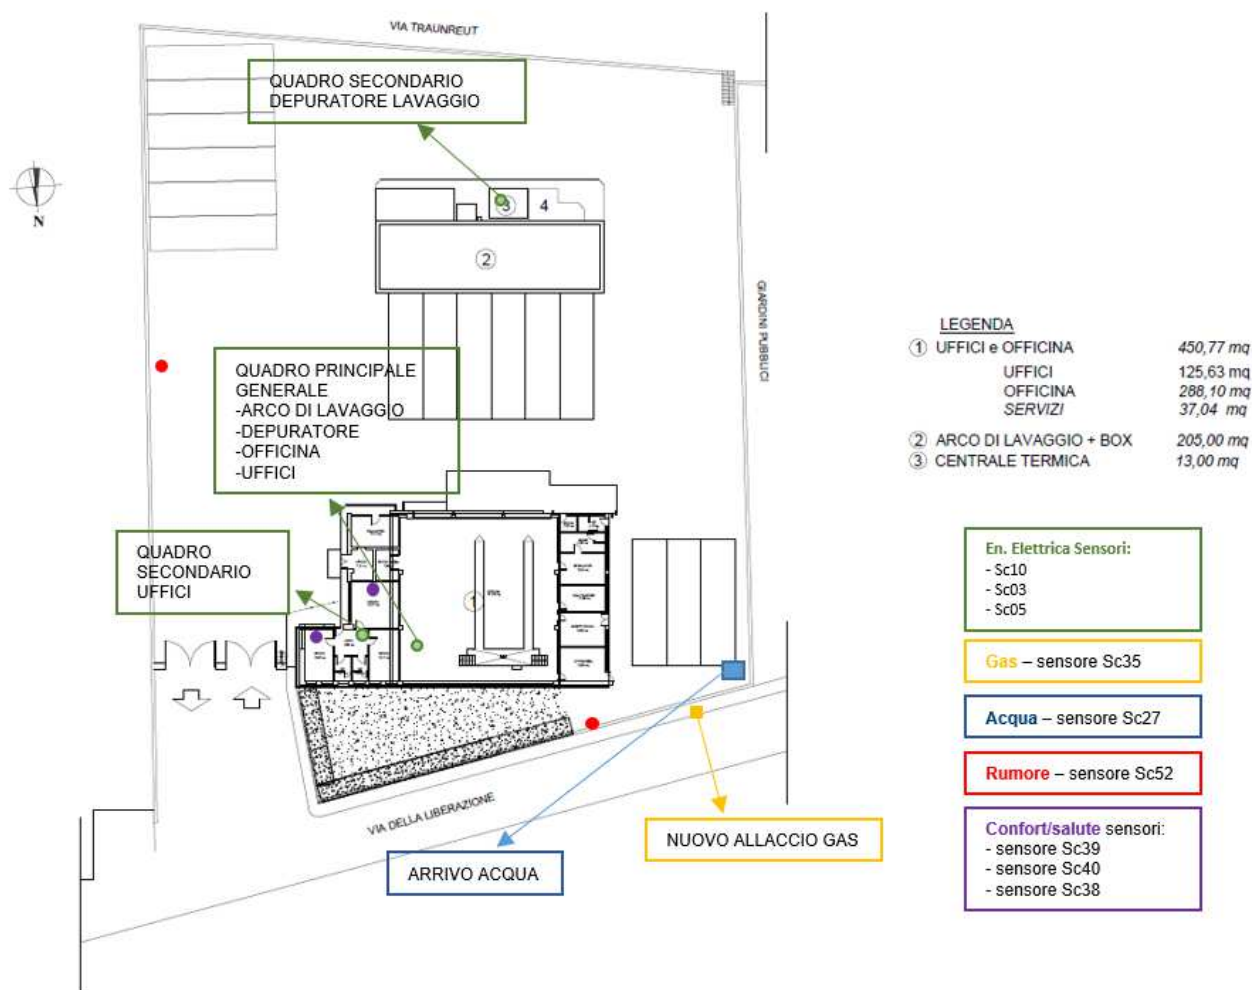 VIA TRAUNREUT
QUADRO SECONDARIO
DEPURATORE LAVAGGIO
N
3
4
2
GIARDINI PUBBLICI
QUADRO PRINCIPALE
GENERALE
-ARCO DI LAVAGGIO
-DEPURATORE
-OFFICINA
-UFFICI
QUADRO
SECONDARIO
UFFICI
1
VIA DELLA LIBERAZIONE
ARRIVO ACQUA
NUOVO ALLACCIO GAS
LEGENDA
1 UFFICI e OFFICINA 450,77 mq
UFFICI 125,63 mq
OFFICINA 288,10 mq
SERVIZI 37,04 mq
2 ARCO DI LAVAGGIO + BOX 205,00 mq
3 CENTRALE TERMICA 13,00 mq
En. Elettrica Sensori:
- Sc10
- Sc03
- Sc05
Gas – sensore Sc35
Acqua – sensore Sc27
Rumore – sensore Sc52
Confort/salute sensori:
- sensore Sc39
- sensore Sc40
- sensore Sc38